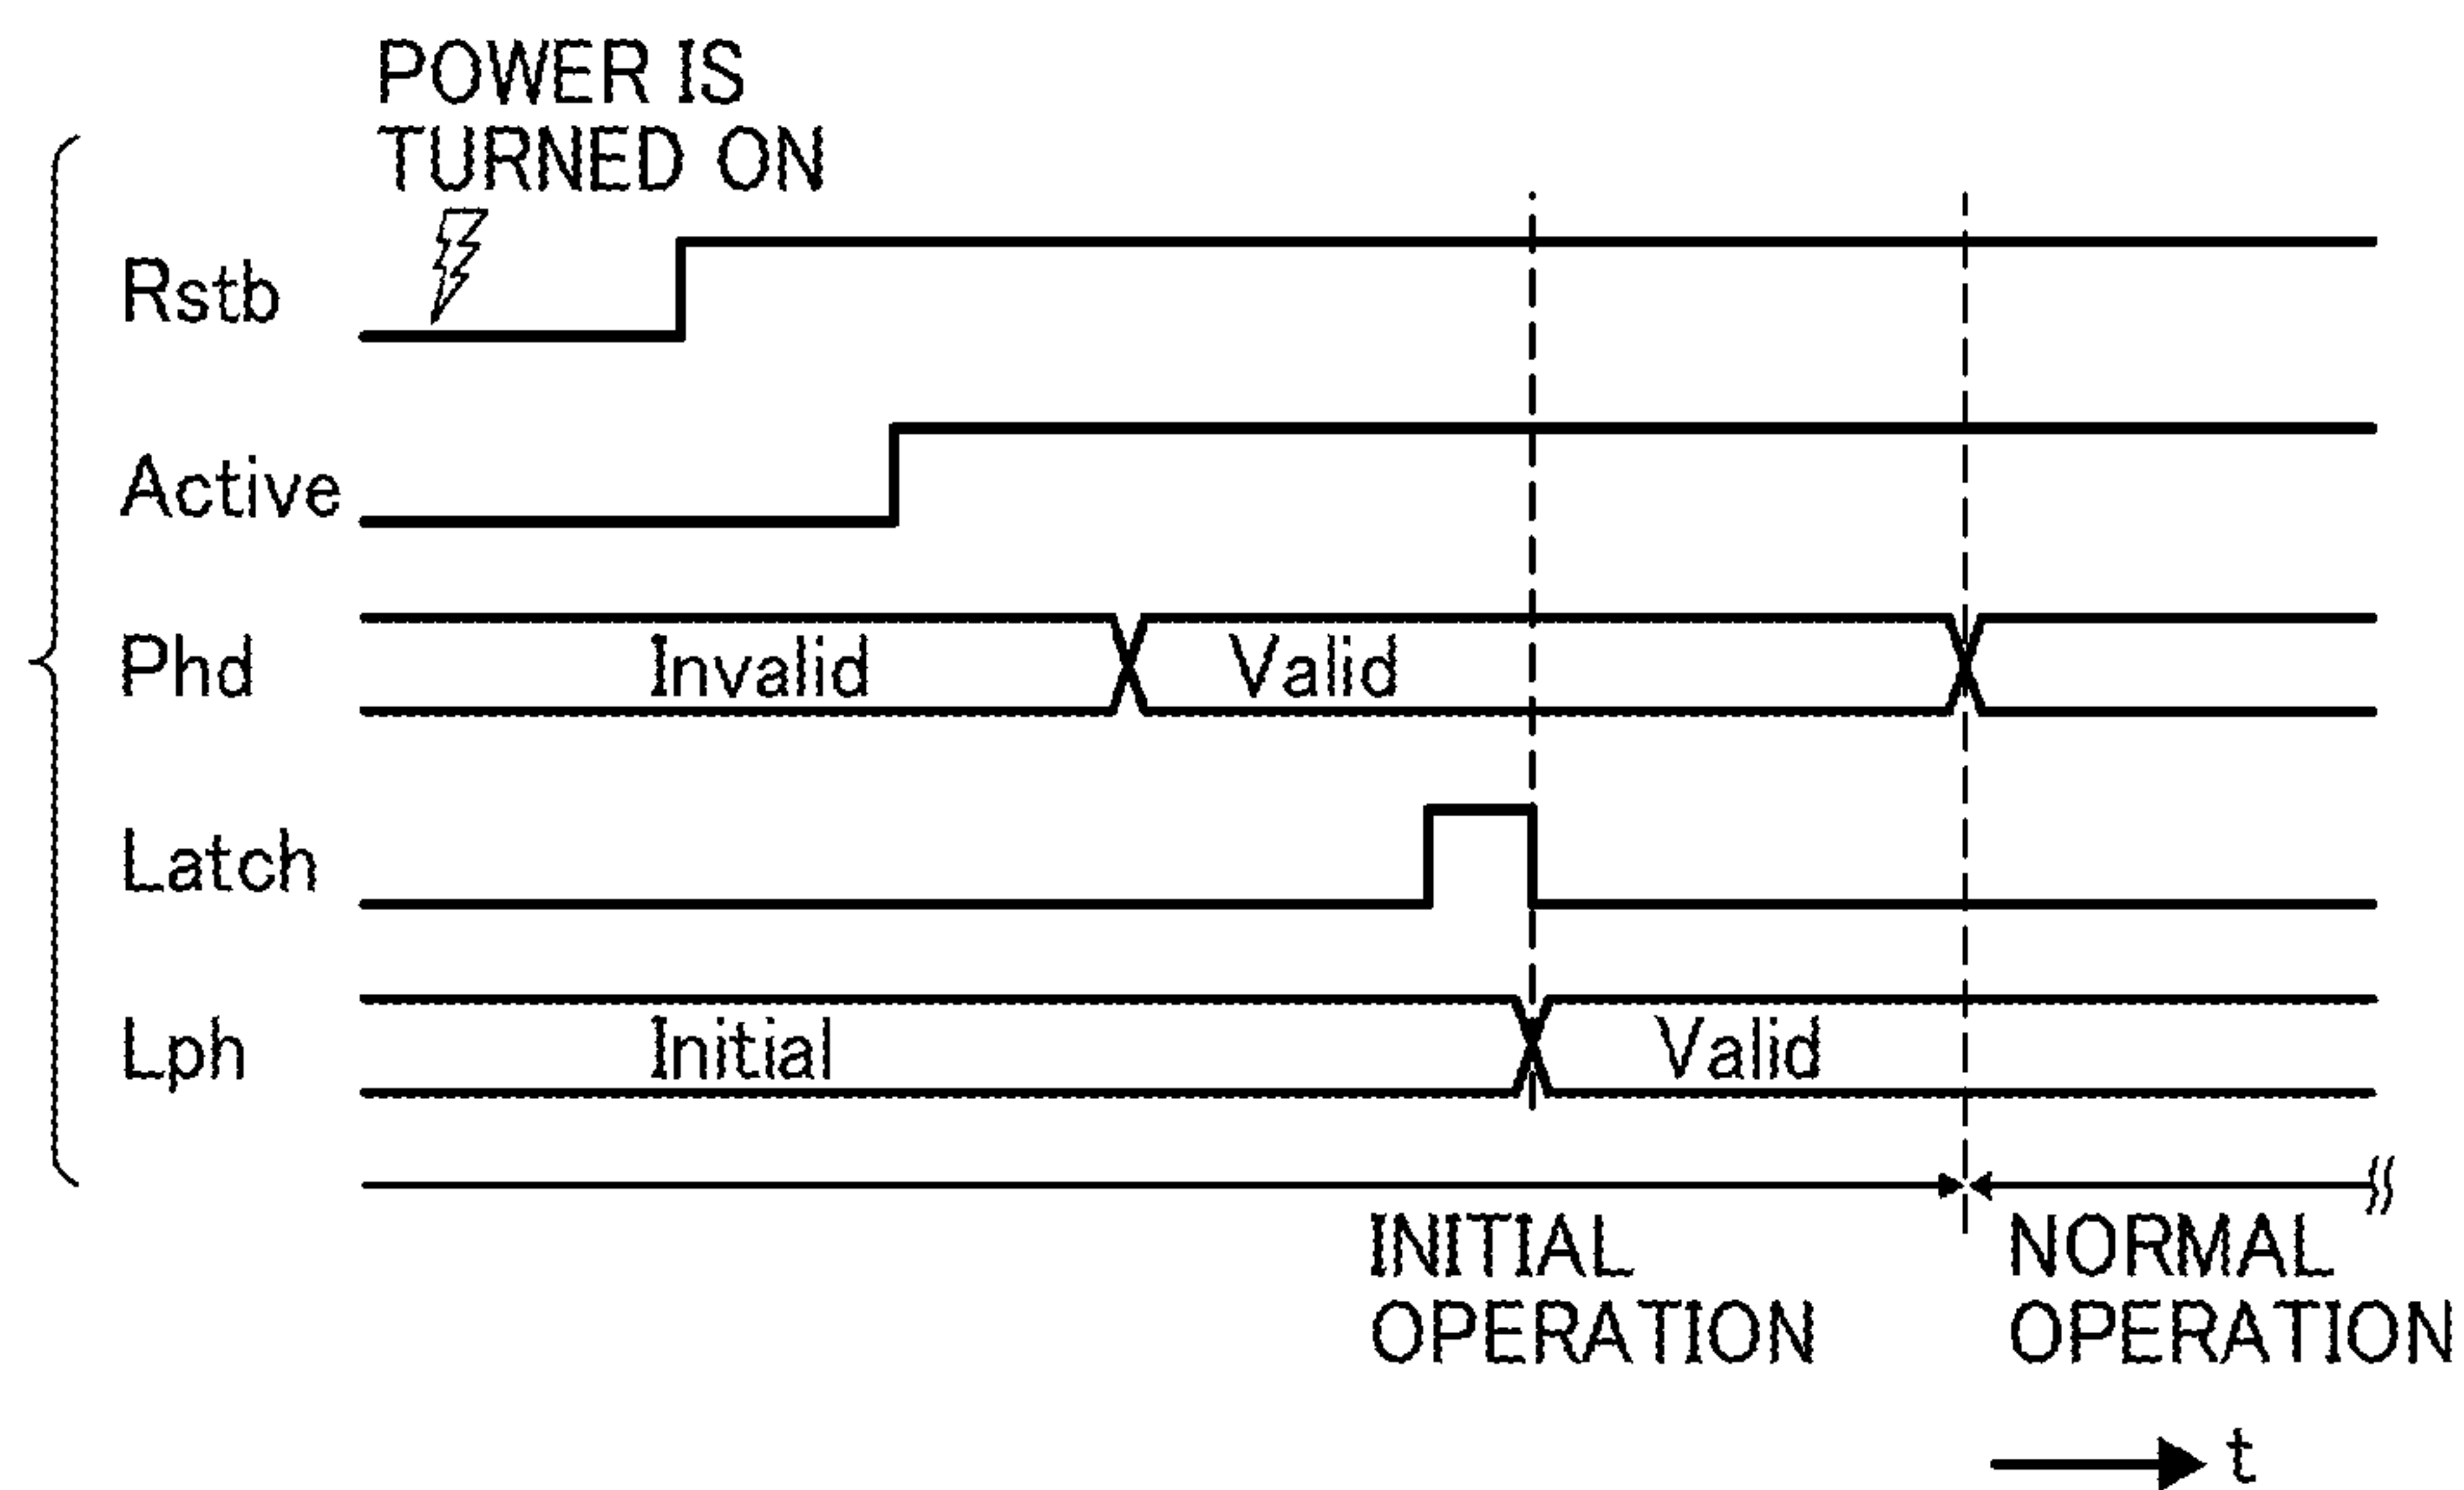 POWER IS
TURNED ON
Rstb
Active
Phd Invalid Valid
Latch
Lph Initial Valid
INITIAL
OPERATION
NORMAL
OPERATION
t